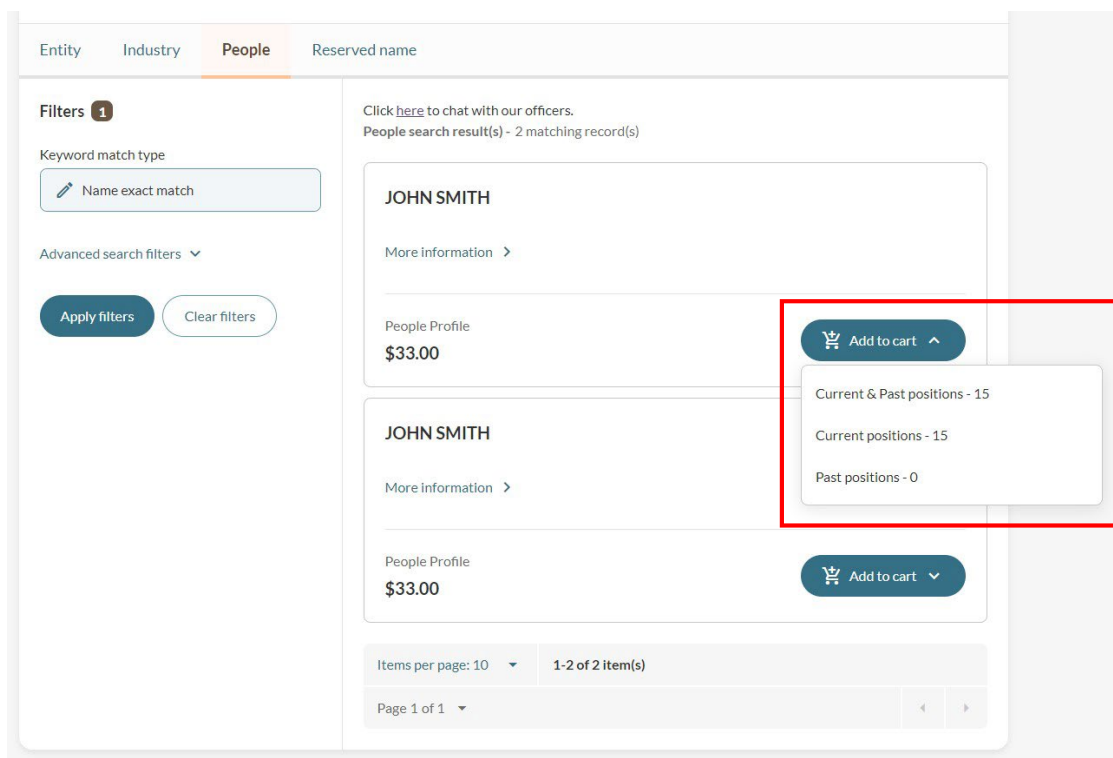 Entity Industry People Reserved name
Filters 1
Keyword match type
Name exact match
Advanced search filters
Apply filters Clear filters
Click here to chat with our officers.
People search result(s) - 2 matching record(s)
JOHN SMITH
More information
People Profile
$33.00
Add to cart
Current & Past positions - 15
Current positions - 15
Past positions - 0
JOHN SMITH
More information
People Profile
$33.00
Add to cart
Items per page: 10 1-2 of 2 item(s)
Page 1 of 1